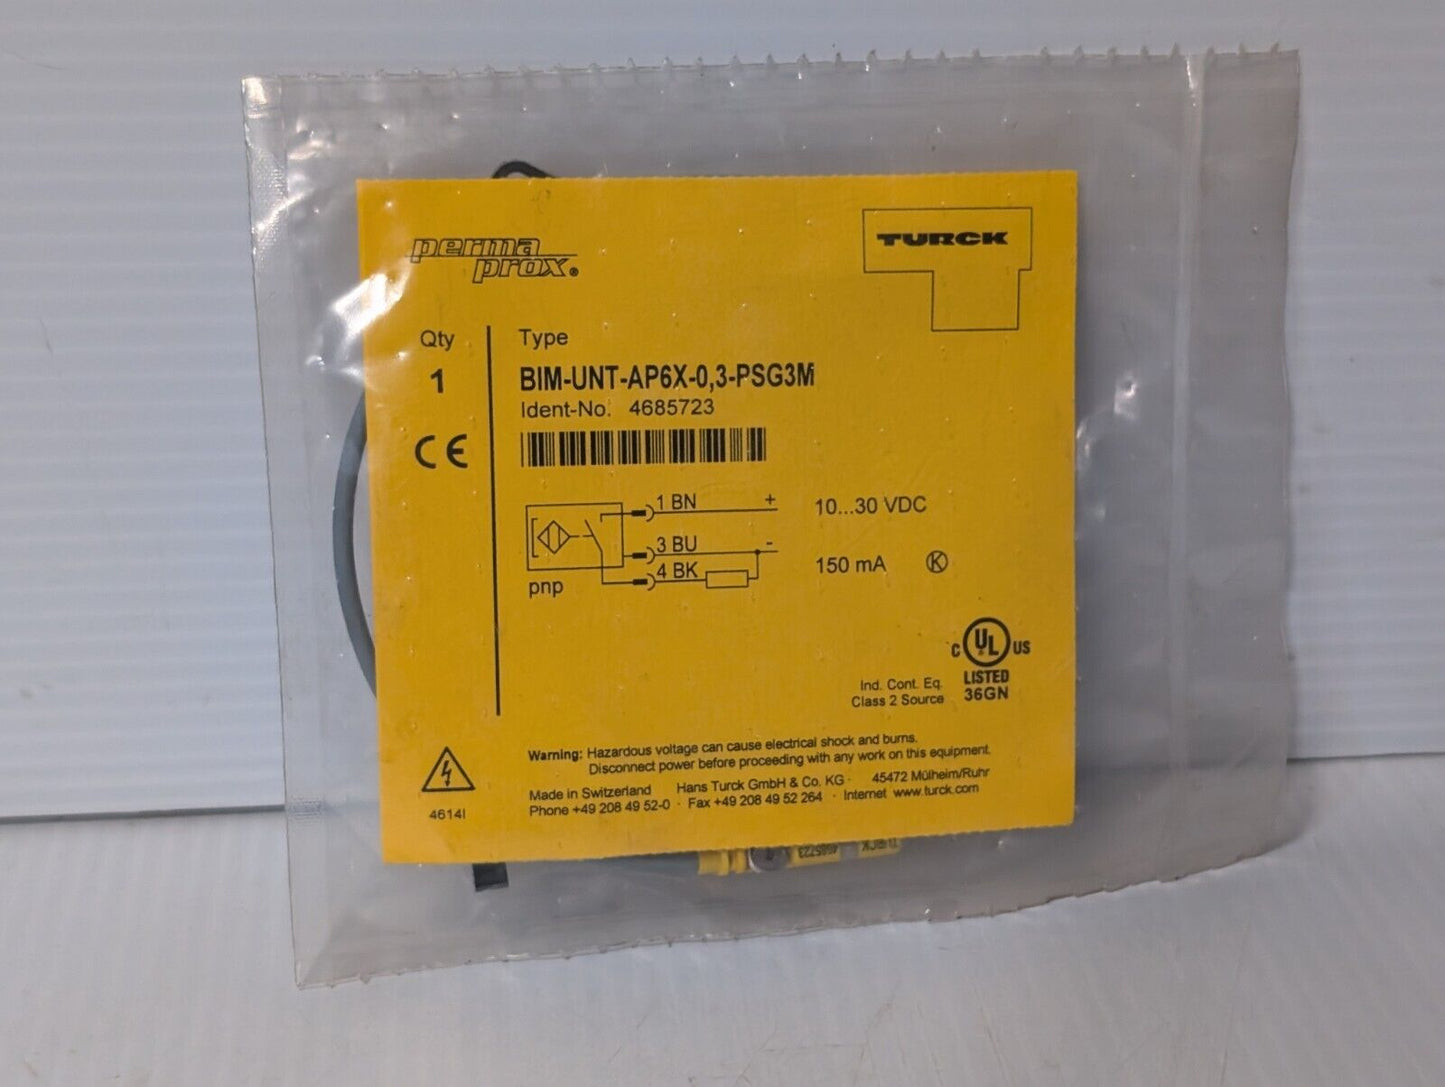 perma
prox®
TURCK
Qty
Type
1
BIM-UNT-AP6X-0,3-PSG3M
Ident-No. 4685723
CE
1 BN + 10...30 VDC
3 BU -
4 BK 150 mA K
pnp
C UL US
LISTED
36GN
Ind. Cont. Eq.
Class 2 Source
Warning: Hazardous voltage can cause electrical shock and burns.
Disconnect power before proceeding with any work on this equipment.
Made in Switzerland Hans Turck GmbH & Co. KG · 45472 Mülheim/Ruhr
Phone +49 208 49 52-0 · Fax +49 208 49 52 264 · Internet www.turck.com
4614I
4685723 TURCK